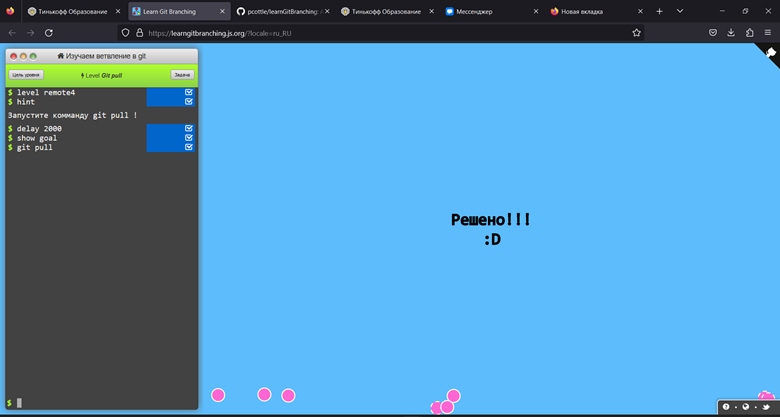 Тинькофф Образование
Learn Git Branching
pcottle/learnGitBranching: A
Тинькофф Образование
Мессенджер
Новая вкладка
https://learngitbranching.js.org/?locale=ru_RU
Изучаем ветвление в git
Цель уровня
Level Git pull
Задача
$ level remote4
$ hint
Запустите комманду git pull !
$ delay 2000
$ show goal
$ git pull
Решено!!!
:D
$